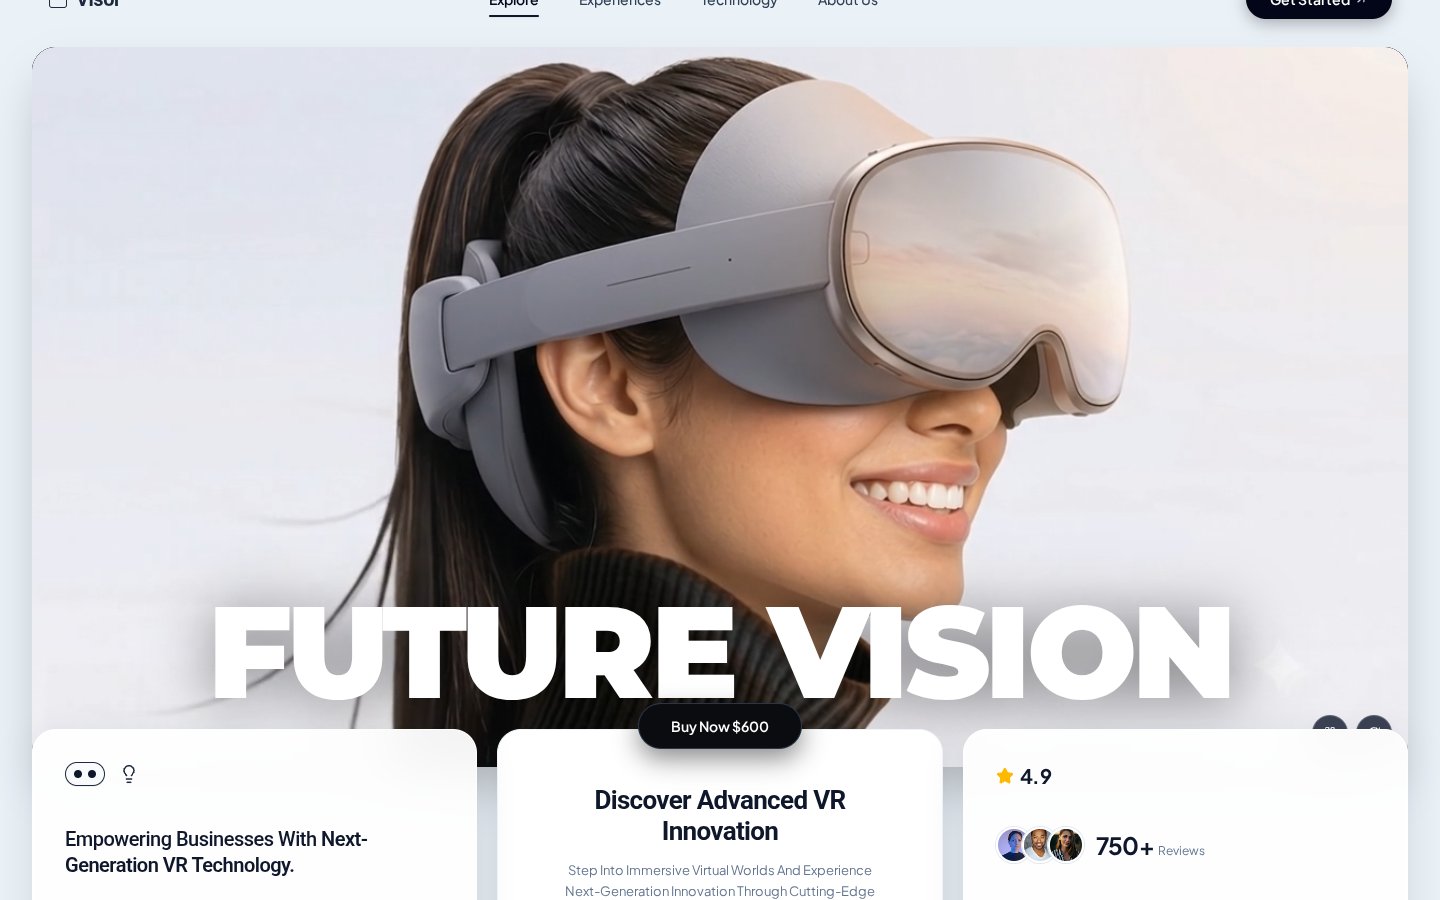 Visor
Explore
Experiences
Technology
About Us
Get Started
FUTURE VISION
Buy Now $600
Empowering Businesses With Next-
Generation VR Technology.
Discover Advanced VR
Innovation
Step Into Immersive Virtual Worlds And Experience
Next-Generation Innovation Through Cutting-Edge
4.9
750+ Reviews